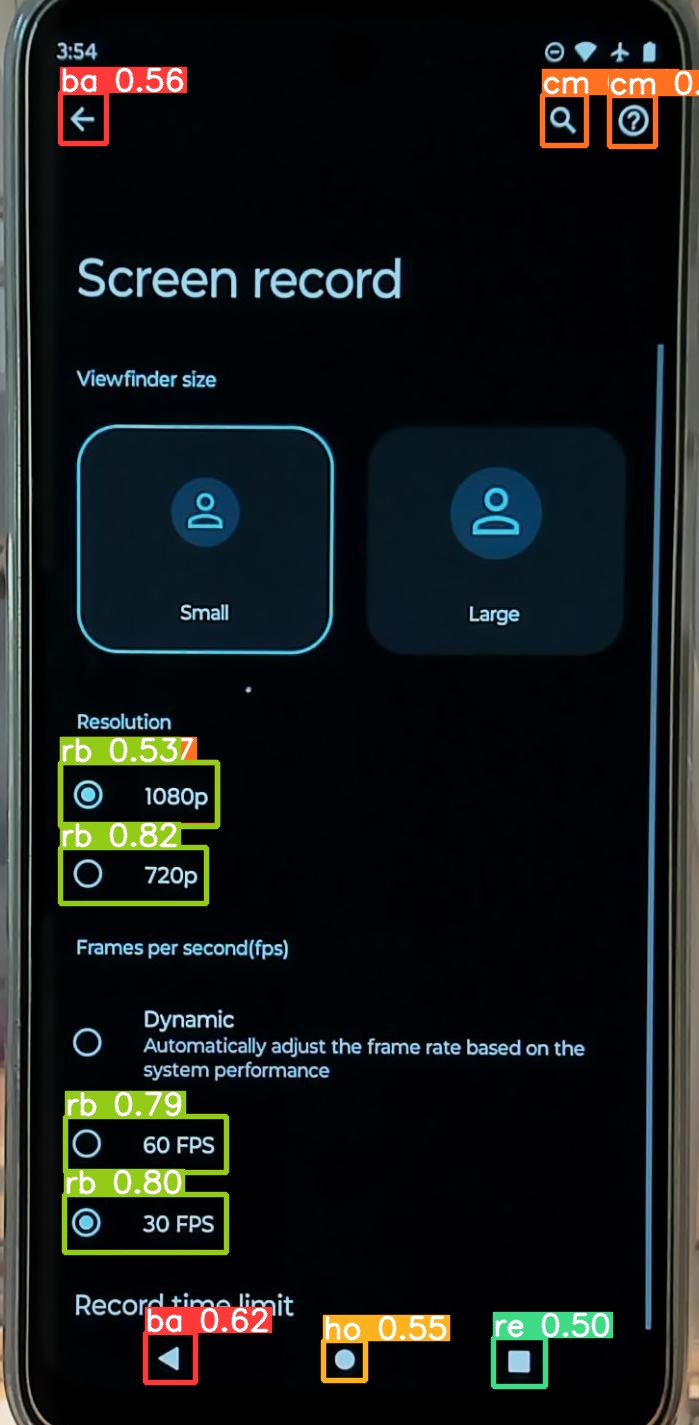 3:54
ba 0.56
cm
cm 0.
Screen record
Viewfinder size
Small
Large
Resolution
rb 0.537
1080p
rb 0.82
720p
Frames per second(fps)
Dynamic
Automatically adjust the frame rate based on the
system performance
rb 0.79
60 FPS
rb 0.80
30 FPS
Record time limit
ba 0.62
ho 0.55
re 0.50